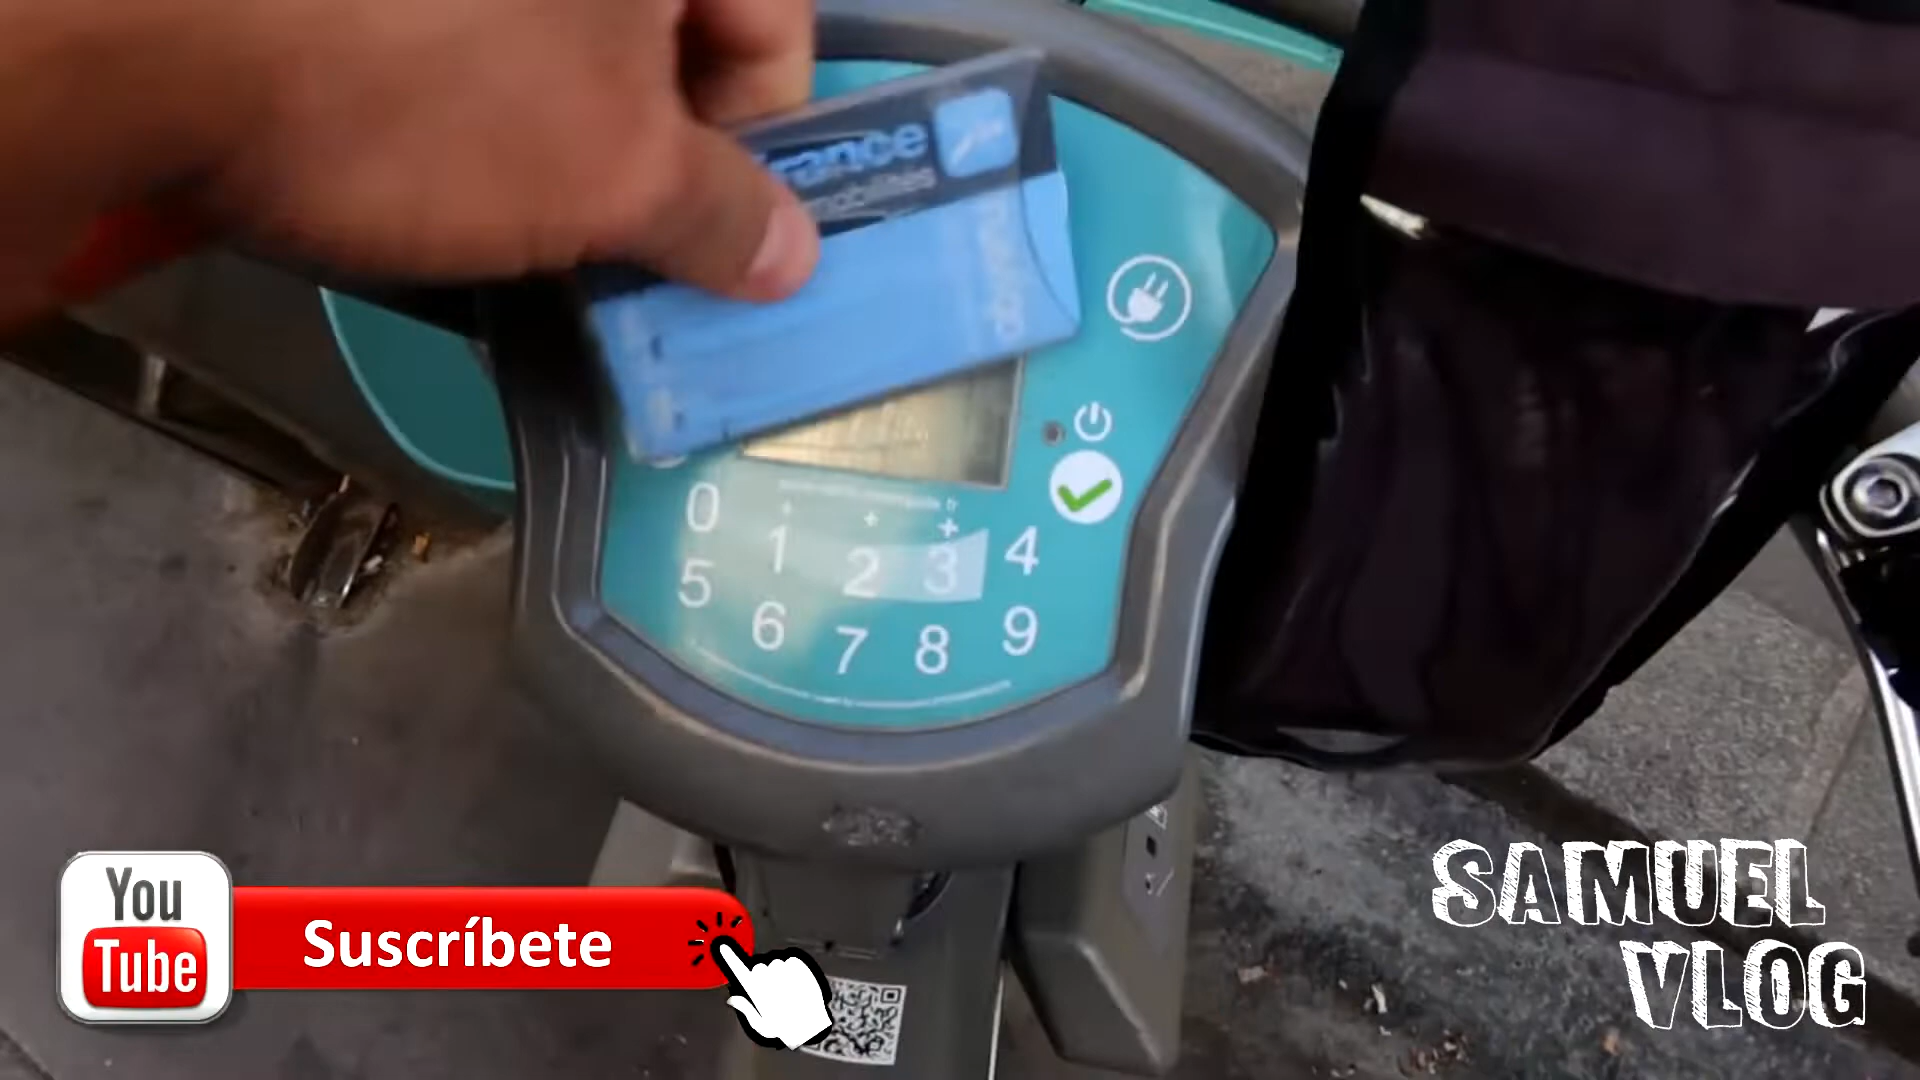 france
mobilités
0 1 2 3 4
5 6 7 8 9
You
Tube
Suscríbete
SAMUEL
VLOG